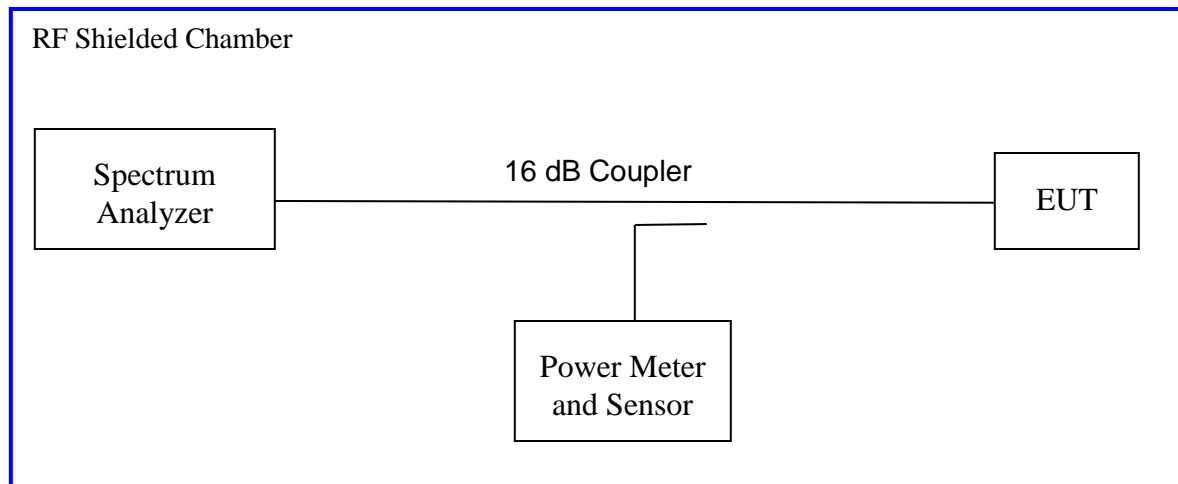 RF Shielded Chamber
Spectrum
Analyzer
16 dB Coupler
EUT
Power Meter
and Sensor